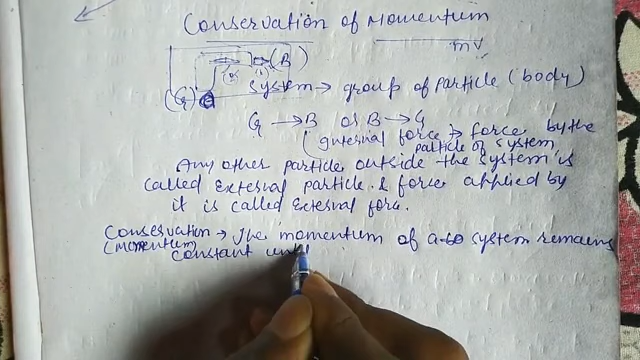 Conservation of Momentum
mv
(B)
System → group of particle (body)
(G)
G → B or B → G
Internal force → force by the
particle of system
Any other particle outside the system is
called External particle & force applied by
it is called External force.
Conservation → The momentum of a system remains
(Momentum)
constant unti